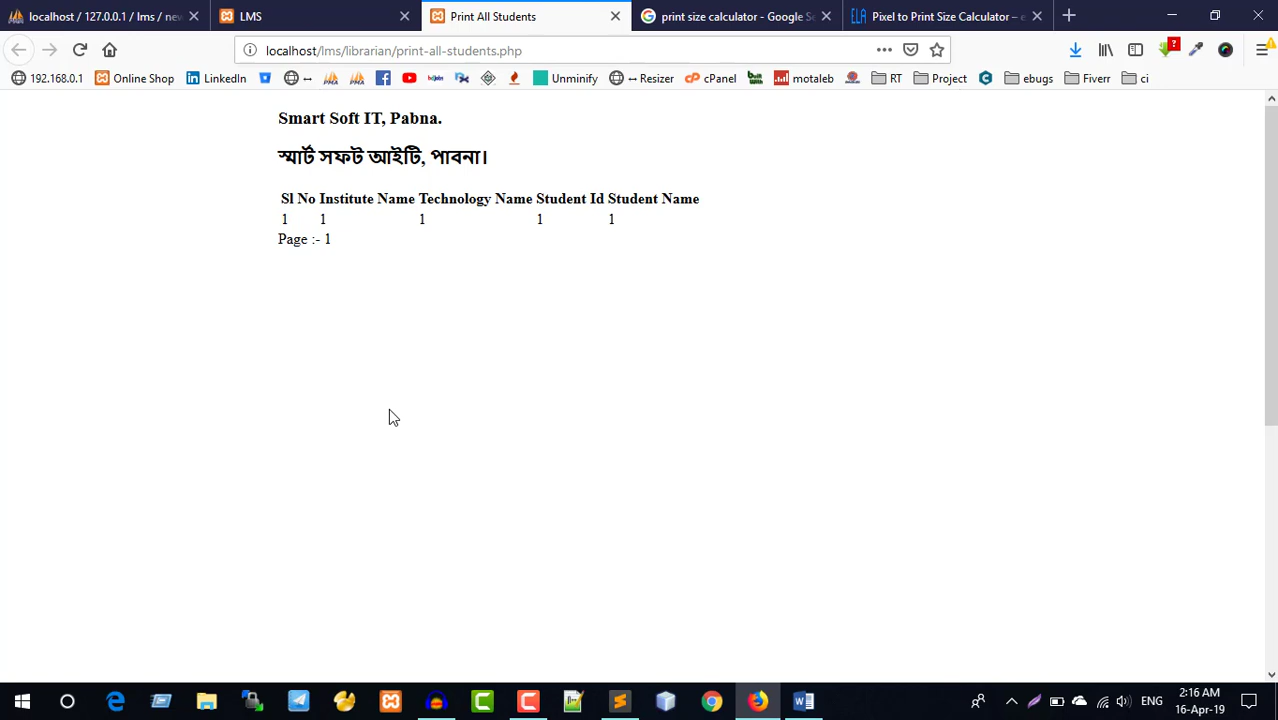 localhost / 127.0.0.1 / lms / new
LMS
Print All Students
print size calculator - Google Se
Pixel to Print Size Calculator – e
localhost/lms/librarian/print-all-students.php
192.168.0.1
Online Shop
LinkedIn
Unminify
Resizer
cPanel
motaleb
RT
Project
ebugs
Fiverr
ci
Smart Soft IT, Pabna.
স্মার্ট সফট আইটি, পাবনা।
Sl No Institute Name Technology Name Student Id Student Name
1 1 1 1 1
Page :- 1
ENG
2:16 AM
16-Apr-19